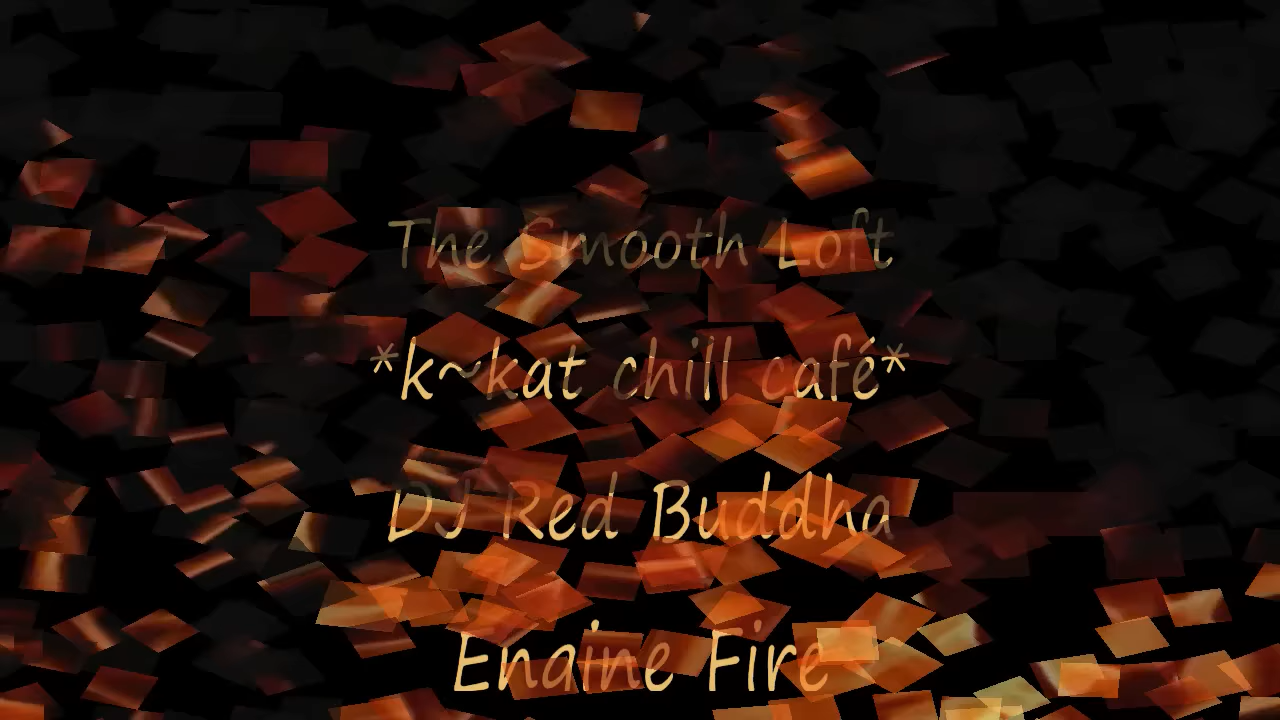 The Smooth Loft
*k~kat chill café*
DJ Red Buddha
Engine Fire